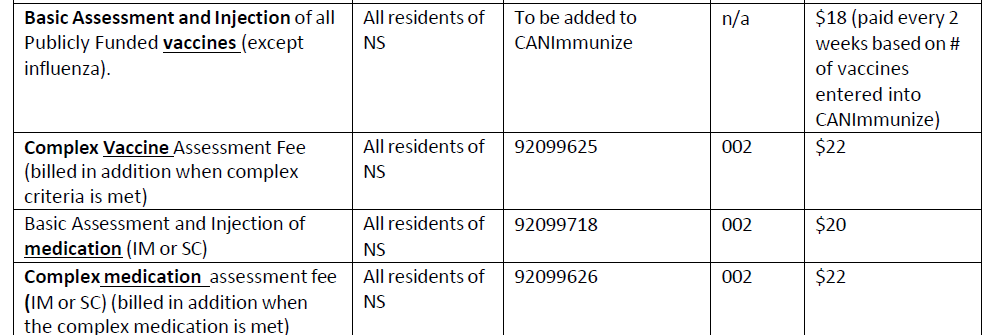 Basic Assessment and Injection of all
Publicly Funded vaccines (except
influenza).
All residents of
NS
To be added to
CANImmunize
n/a
$18 (paid every 2
weeks based on #
of vaccines
entered into
CANImmunize)
Complex Vaccine Assessment Fee
(billed in addition when complex
criteria is met)
All residents of
NS
92099625
002
$22
Basic Assessment and Injection of
medication (IM or SC)
All residents of
NS
92099718
002
$20
Complex medication assessment fee
(IM or SC) (billed in addition when
the complex medication is met)
All residents of
NS
92099626
002
$22